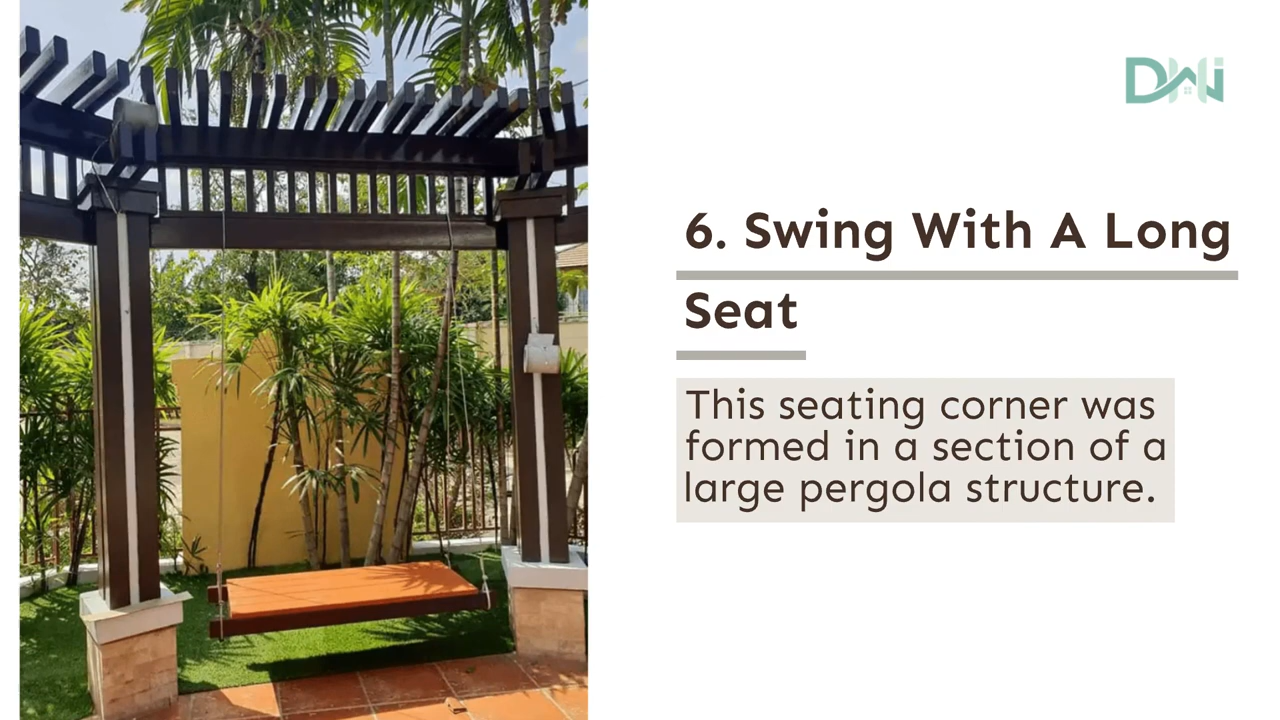 DHI
6. Swing With A Long
Seat
This seating corner was
formed in a section of a
large pergola structure.